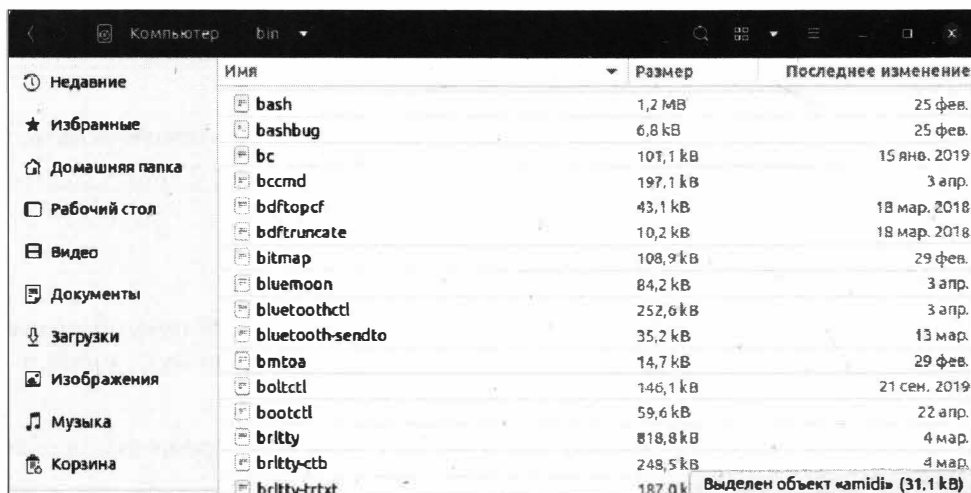 Компьютер bin
Имя Размер Последнее изменение
Недавние
Избранные
Домашняя папка
Рабочий стол
Видео
Документы
Загрузки
Изображения
Музыка
Корзина
bash 1,2 MB 25 фев.
bashbug 6,8 kB 25 фев.
bc 101,1 kB 15 янв. 2019
bccmd 197,1 kB 3 апр.
bdftopcf 43,1 kB 18 мар. 2018
bdftruncate 10,2 kB 18 мар. 2018
bitmap 108,9 kB 29 фев.
bluemoon 84,2 kB 3 апр.
bluetoothctl 252,6 kB 3 апр.
bluetooth-sendto 35,2 kB 13 мар.
bmtoa 14,7 kB 29 фев.
boltctl 146,1 kB 21 сен. 2019
bootctl 59,6 kB 22 апр.
brltty 818,8 kB 4 мар.
brltty-ctb 248,5 kB 4 мар.
brltty-trtxt 187,0 k
Выделен объект «amidi» (31,1 kB)